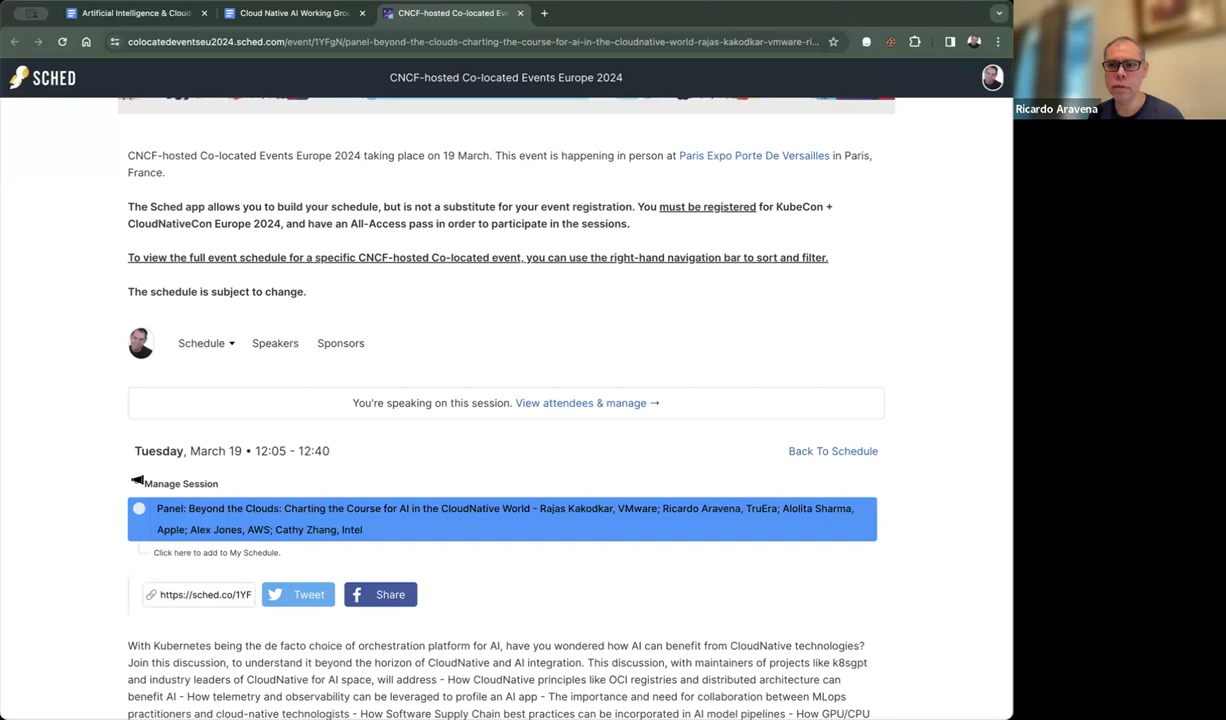 Artificial Intelligence & Cloud
Cloud Native AI Working Gro
CNCF-hosted Co-located Eve
colocatedeventseu2024.sched.com/event/1YFgN/panel-beyond-the-clouds-charting-the-course-for-ai-in-the-cloudnative-world-rajas-kakodkar-vmware-ri...
SCHED
CNCF-hosted Co-located Events Europe 2024
Ricardo Aravena
CNCF-hosted Co-located Events Europe 2024 taking place on 19 March. This event is happening in person at Paris Expo Porte De Versailles in Paris,
France.
The Sched app allows you to build your schedule, but is not a substitute for your event registration. You must be registered for KubeCon +
CloudNativeCon Europe 2024, and have an All-Access pass in order to participate in the sessions.
To view the full event schedule for a specific CNCF-hosted Co-located event, you can use the right-hand navigation bar to sort and filter.
The schedule is subject to change.
Schedule Speakers Sponsors
You're speaking on this session. View attendees & manage →
Tuesday, March 19 • 12:05 - 12:40
Back To Schedule
Manage Session
Panel: Beyond the Clouds: Charting the Course for AI in the CloudNative World - Rajas Kakodkar, VMware; Ricardo Aravena, TruEra; Alolita Sharma,
Apple; Alex Jones, AWS; Cathy Zhang, Intel
Click here to add to My Schedule.
https://sched.co/1YF Tweet Share
With Kubernetes being the de facto choice of orchestration platform for AI, have you wondered how AI can benefit from CloudNative technologies?
Join this discussion, to understand it beyond the horizon of CloudNative and AI integration. This discussion, with maintainers of projects like k8sgpt
and industry leaders of CloudNative for AI space, will address - How CloudNative principles like OCI registries and distributed architecture can
benefit AI - How telemetry and observability can be leveraged to profile an AI app - The importance and need for collaboration between MLops
practitioners and cloud-native technologists - How Software Supply Chain best practices can be incorporated in AI model pipelines - How GPU/CPU